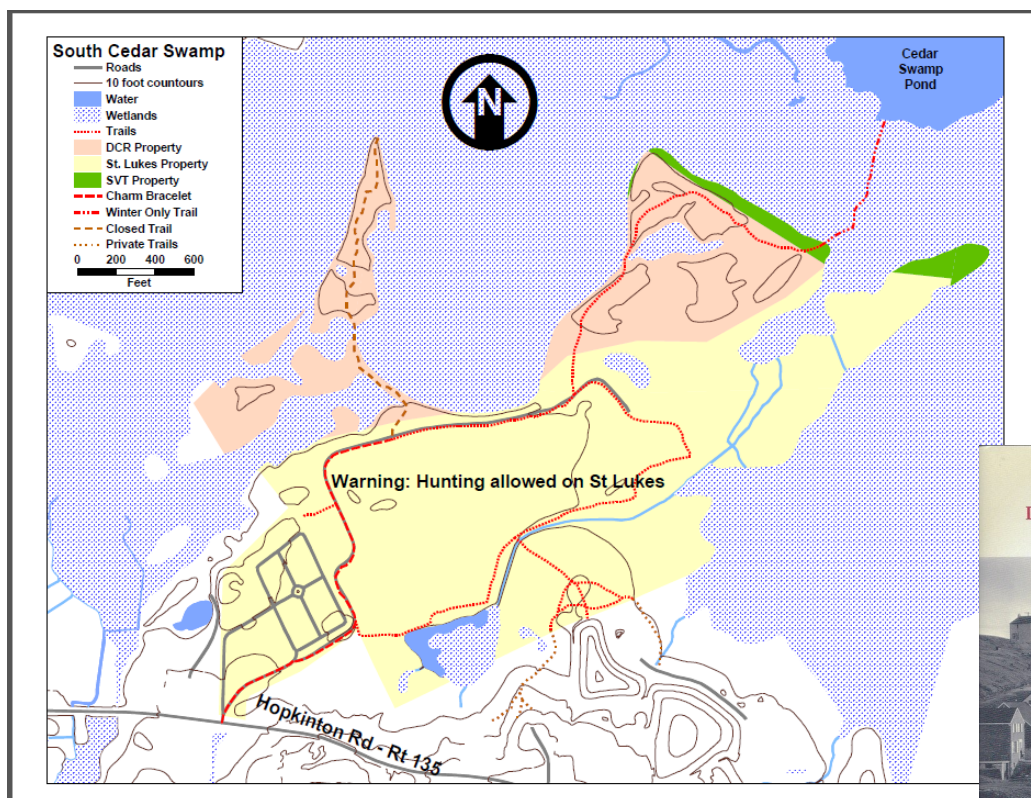 South Cedar Swamp
Roads
10 foot countours
Water
Wetlands
Trails
DCR Property
St. Lukes Property
SVT Property
Charm Bracelet
Winter Only Trail
Closed Trail
Private Trails
0 200 400 600
Feet
N
Cedar
Swamp
Pond
Warning: Hunting allowed on St Lukes
Hopkinton Rd - Rt 135